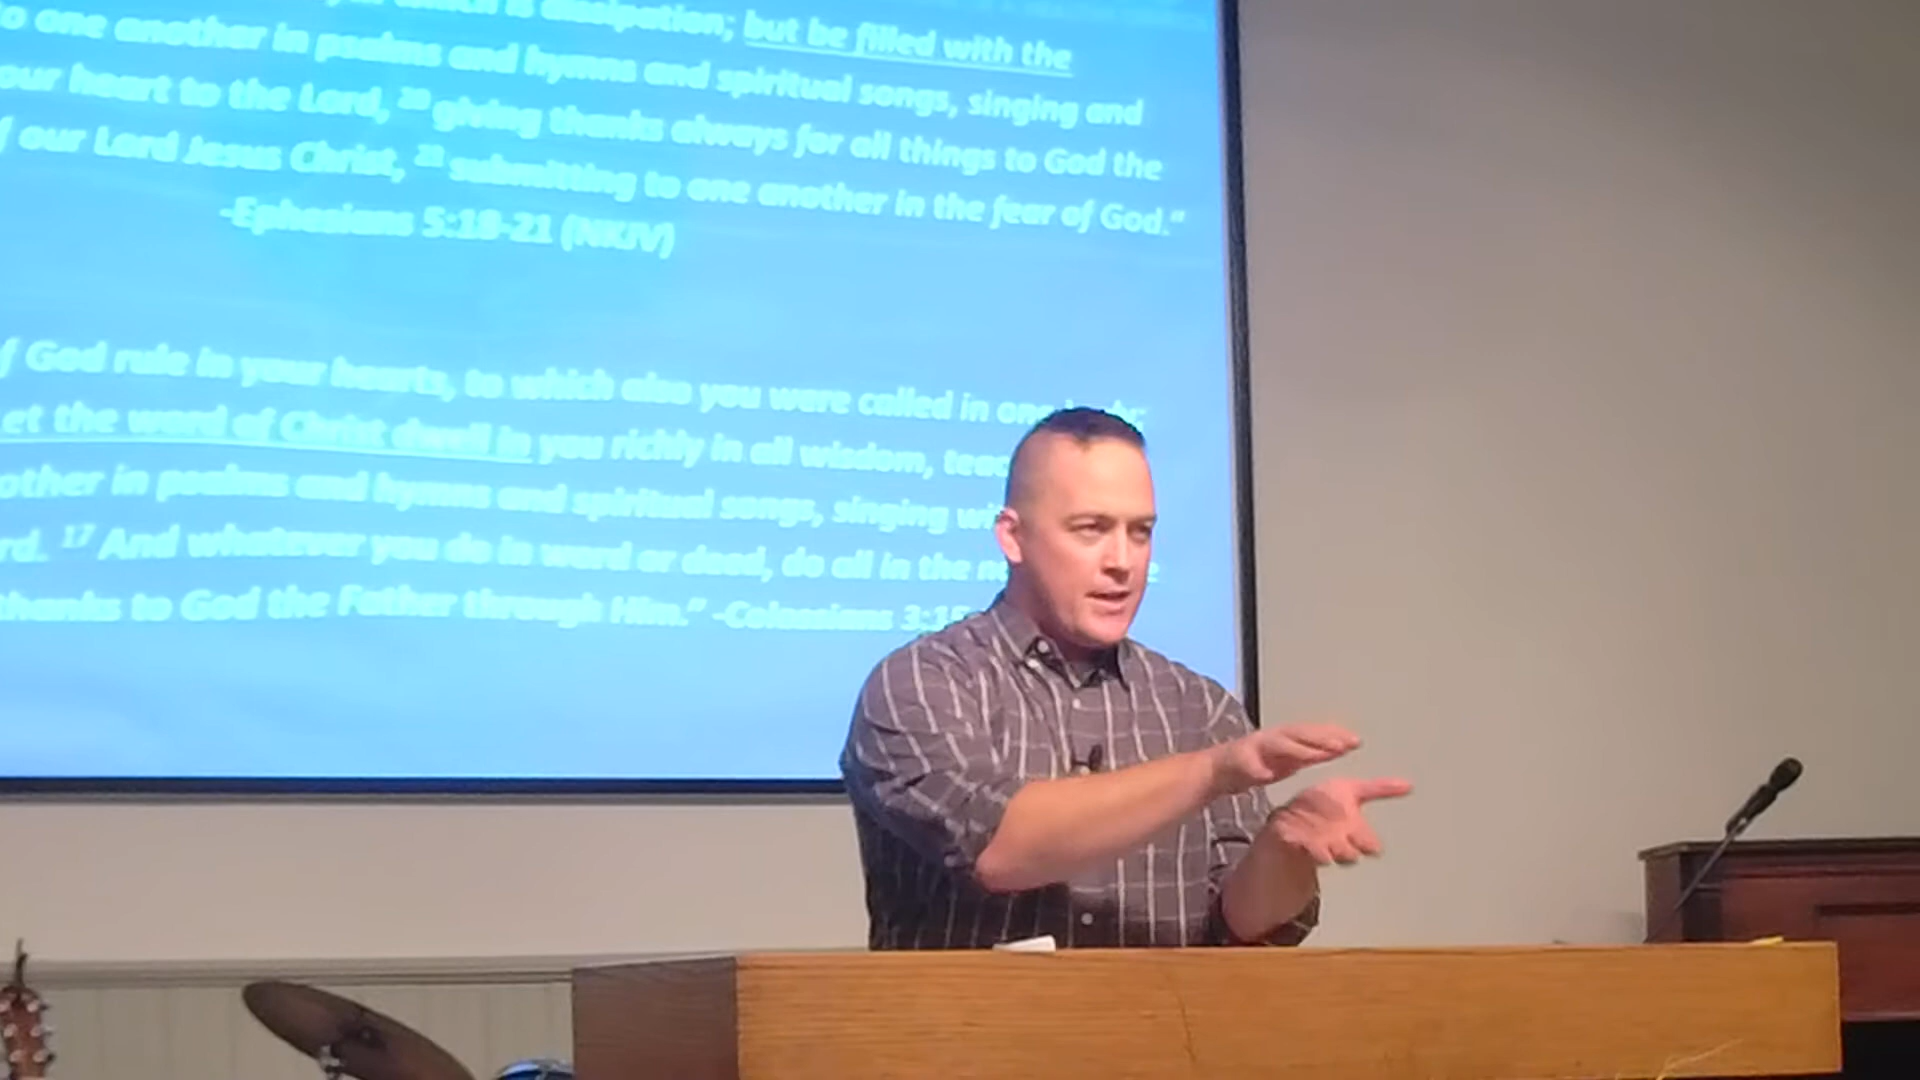 is dissipation; but be filled with the
o one another in psalms and hymns and spiritual songs, singing and
our heart to the Lord, 20 giving thanks always for all things to God the
f our Lord Jesus Christ, 21 submitting to one another in the fear of God."
-Ephesians 5:18-21 (NKJV)
f God rule in your hearts, to which also you were called in one
et the word of Christ dwell in you richly in all wisdom, teac
other in psalms and hymns and spiritual songs, singing wi
rd. 17 And whatever you do in word or deed, do all in the
thanks to God the Father through Him." -Colossians 3:15